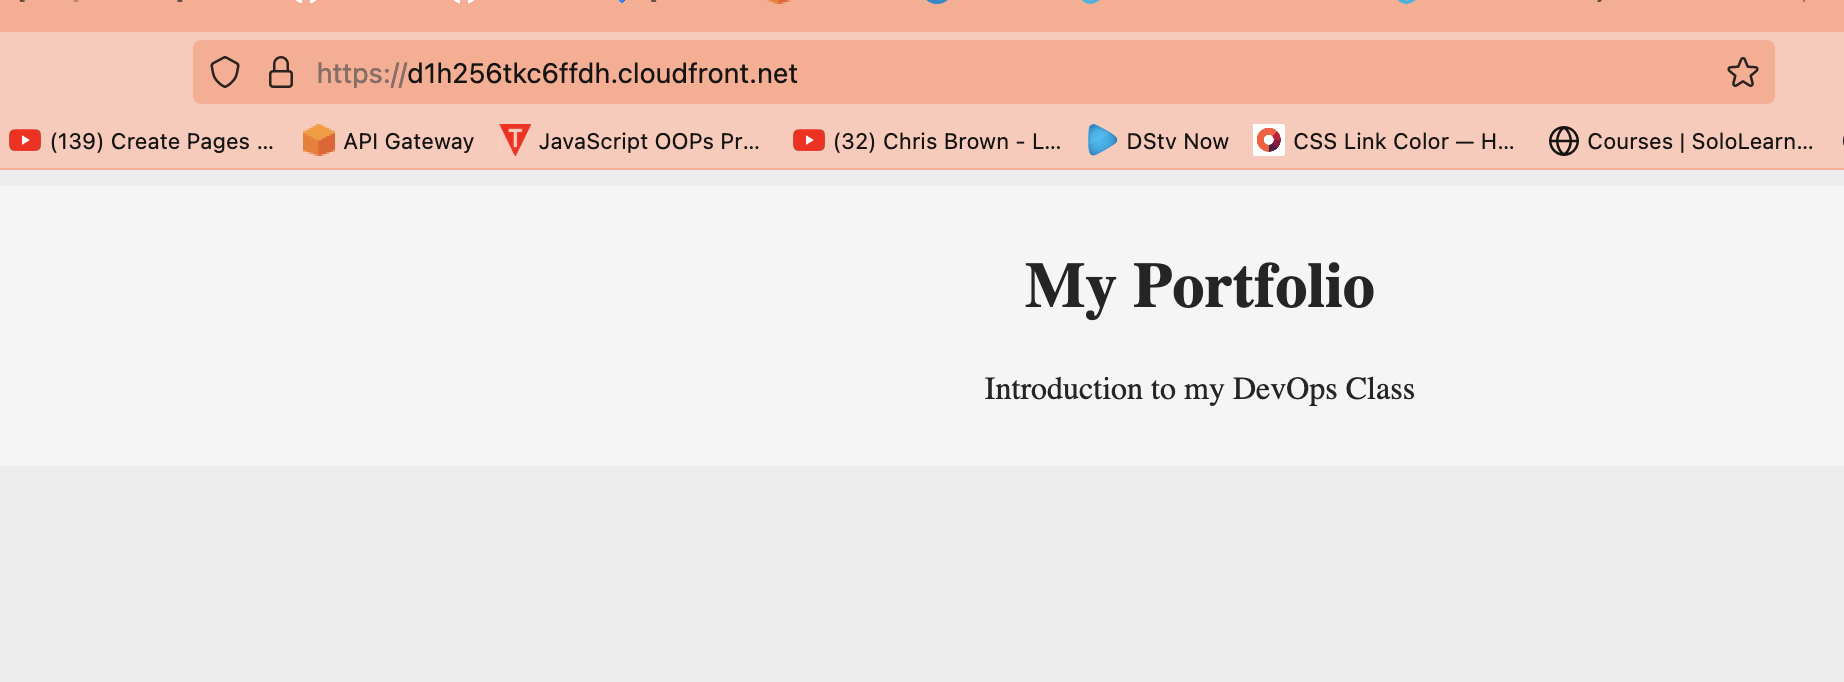 https://d1h256tkc6ffdh.cloudfront.net
(139) Create Pages ... API Gateway JavaScript OOPs Pr... (32) Chris Brown - L... DStv Now CSS Link Color — H... Courses | SoloLearn...
My Portfolio
Introduction to my DevOps Class